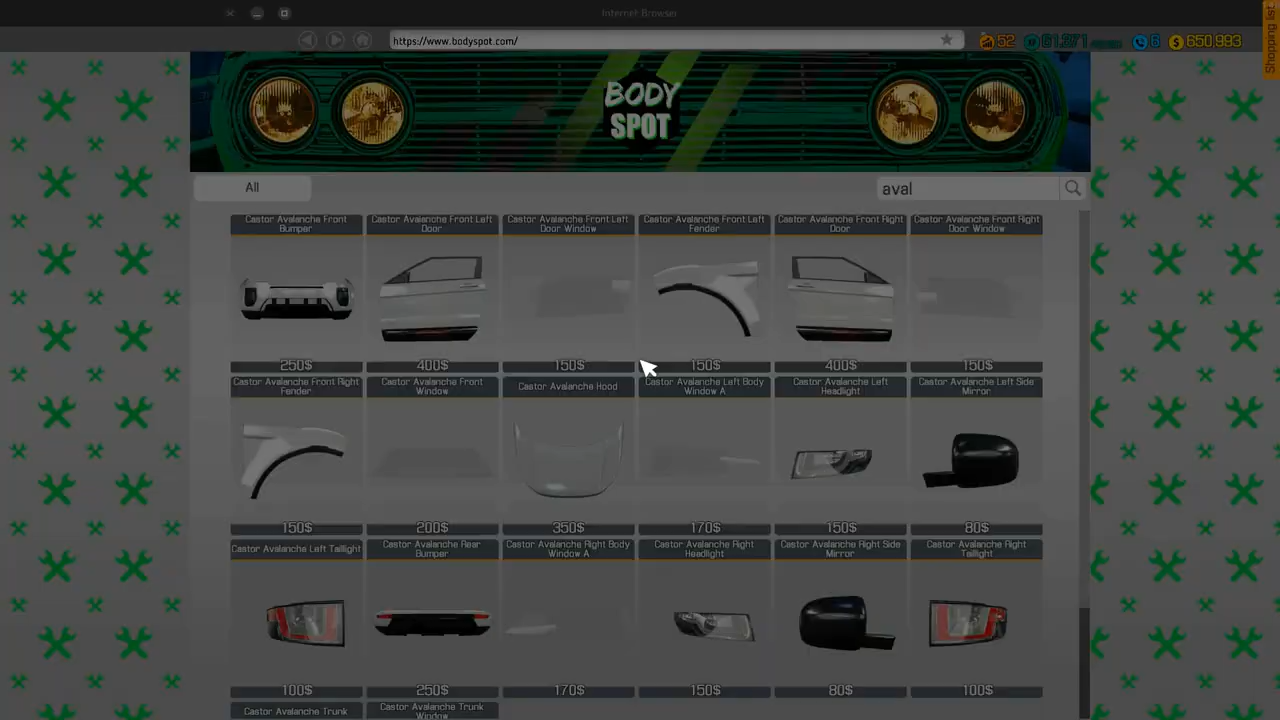 Internet Browser
https://www.bodyspot.com/
52
6
650,993
Shopping list
BODY
SPOT
All
aval
Castor Avalanche Front
Bumper
Castor Avalanche Front Left
Door
Castor Avalanche Front Left
Door Window
Castor Avalanche Front Left
Fender
Castor Avalanche Front Right
Door
Castor Avalanche Front Right
Door Window
250$
400$
150$
150$
400$
150$
Castor Avalanche Front Right
Fender
Castor Avalanche Front
Window
Castor Avalanche Hood
Castor Avalanche Left Body
Window A
Castor Avalanche Left
Headlight
Castor Avalanche Left Side
Mirror
150$
200$
350$
170$
150$
80$
Castor Avalanche Left Taillight
Castor Avalanche Rear
Bumper
Castor Avalanche Right Body
Window A
Castor Avalanche Right
Headlight
Castor Avalanche Right Side
Mirror
Castor Avalanche Right
Taillight
100$
250$
170$
150$
80$
100$
Castor Avalanche Trunk
Castor Avalanche Trunk
Window